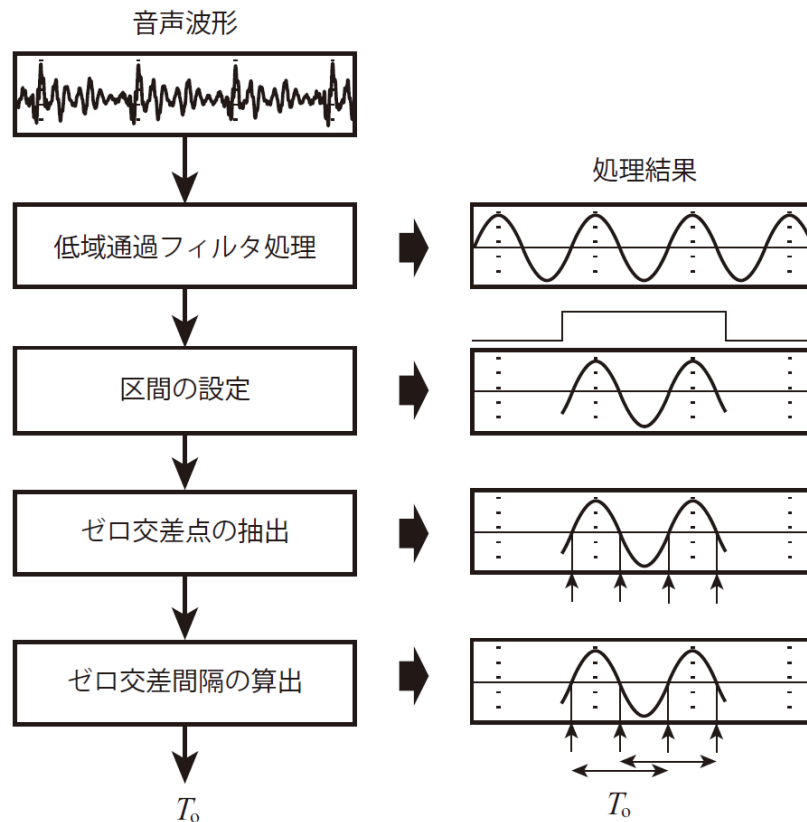 音声波形
処理結果
低域通過フィルタ処理
区間の設定
ゼロ交差点の抽出
ゼロ交差間隔の算出
Tₒ
Tₒ